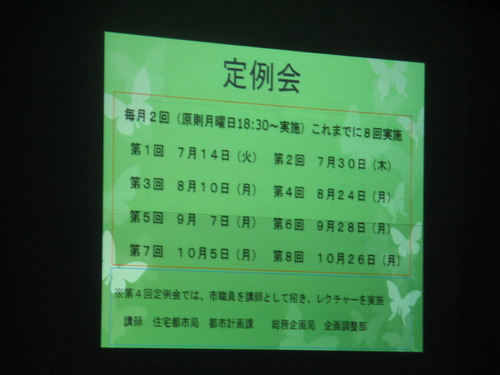 定例会
毎月2回（原則月曜日18:30～実施）これまでに8回実施
第1回　7月14日（火）　第2回　7月30日（木）
第3回　8月10日（月）　第4回　8月24日（月）
第5回　9月　7日（月）　第6回　9月28日（月）
第7回　10月5日（月）　第8回　10月26日（月）
※第4回定例会では、市職員を講師として招き、レクチャーを実施
講師　住宅都市局　都市計画課　　総務企画局　企画調整部